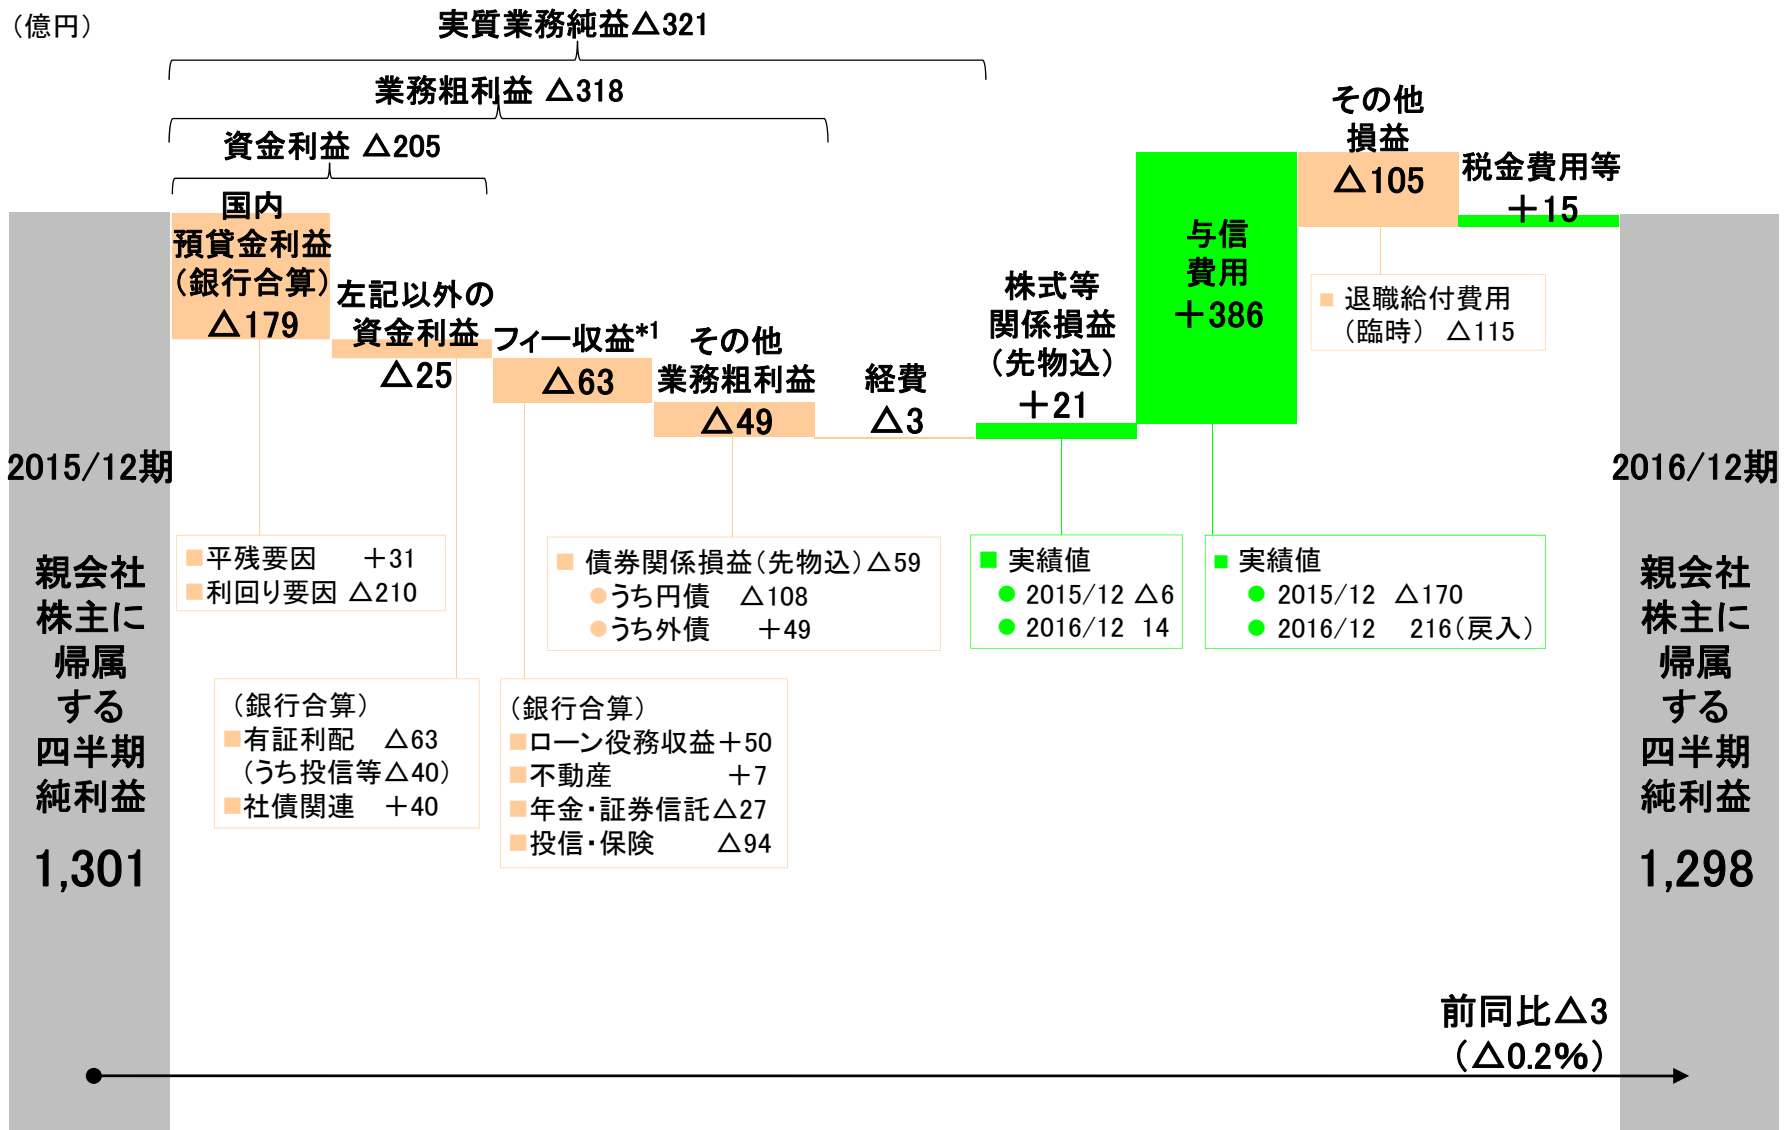 （億円）
実質業務純益△321
業務粗利益 △318
資金利益 △205
2015/12期
親会社
株主に
帰属
する
四半期
純利益
1,301
国内
預貸金利益
（銀行合算）
△179
左記以外の
資金利益
△25
フィー収益*1
△63
その他
業務粗利益
△49
経費
△3
株式等
関係損益
（先物込）
＋21
与信
費用
＋386
その他
損益
△105
税金費用等
＋15
■退職給付費用
（臨時） △115
■平残要因 ＋31
■利回り要因 △210
（銀行合算）
■有証利配 △63
（うち投信等△40）
■社債関連 ＋40
（銀行合算）
■ローン役務収益＋50
■不動産 ＋7
■年金・証券信託△27
■投信・保険 △94
■ 債券関係損益（先物込）△59
●うち円債 △108
●うち外債 ＋49
■ 実績値
● 2015/12 △6
● 2016/12 14
■ 実績値
● 2015/12 △170
● 2016/12 216（戻入）
2016/12期
親会社
株主に
帰属
する
四半期
純利益
1,298
前同比△3
（△0.2%）